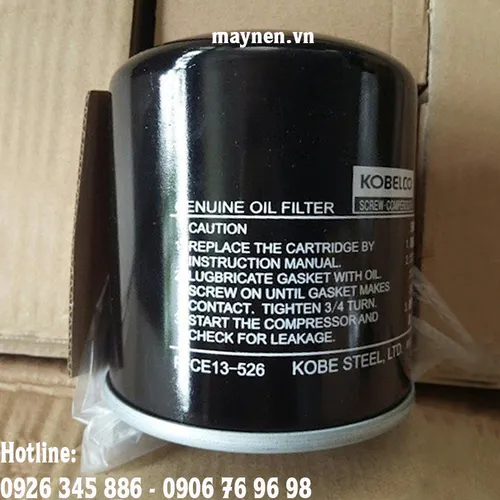 maynen.vn
KOBELCO
SCREW-COMPRESSOR
GENUINE OIL FILTER
CAUTION
REPLACE THE CARTRIDGE BY
INSTRUCTION MANUAL.
LUGBRICATE GASKET WITH OIL.
SCREW ON UNTIL GASKET MAKES
CONTACT. TIGHTEN 3/4 TURN.
START THE COMPRESSOR AND
CHECK FOR LEAKAGE.
CE13-526 KOBE STEEL, LTD.
Hotline:
0926 345 886 - 0906 76 96 98